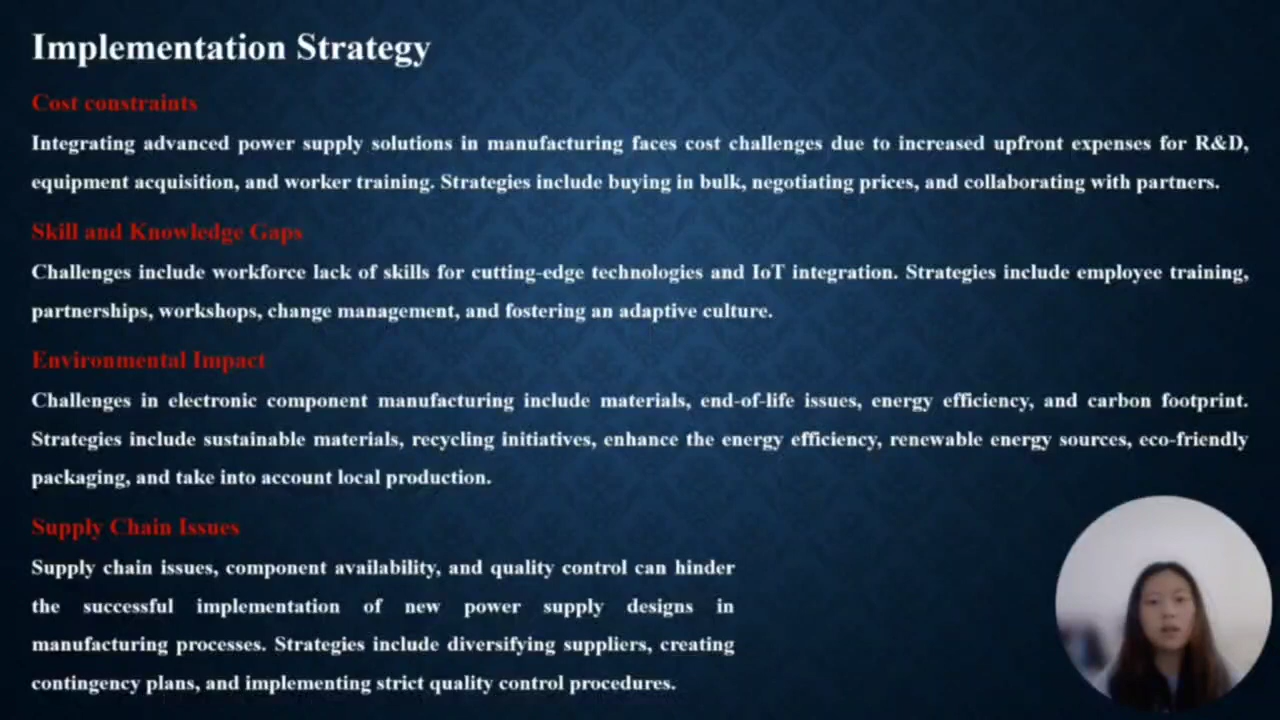 Implementation Strategy
Cost constraints
Integrating advanced power supply solutions in manufacturing faces cost challenges due to increased upfront expenses for R&D,
equipment acquisition, and worker training. Strategies include buying in bulk, negotiating prices, and collaborating with partners.
Skill and Knowledge Gaps
Challenges include workforce lack of skills for cutting-edge technologies and IoT integration. Strategies include employee training,
partnerships, workshops, change management, and fostering an adaptive culture.
Environmental Impact
Challenges in electronic component manufacturing include materials, end-of-life issues, energy efficiency, and carbon footprint.
Strategies include sustainable materials, recycling initiatives, enhance the energy efficiency, renewable energy sources, eco-friendly
packaging, and take into account local production.
Supply Chain Issues
Supply chain issues, component availability, and quality control can hinder
the successful implementation of new power supply designs in
manufacturing processes. Strategies include diversifying suppliers, creating
contingency plans, and implementing strict quality control procedures.